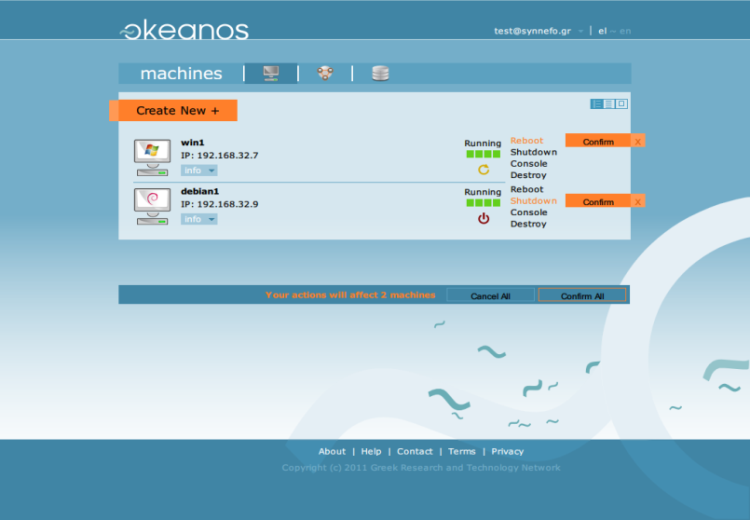 ~okeanos
test@synnefo.gr | el – en
machines
Create New +
win1
IP: 192.168.32.7
info
Running
Reboot
Shutdown
Console
Destroy
Confirm X
debian1
IP: 192.168.32.9
info
Running
Reboot
Shutdown
Console
Destroy
Confirm X
Your actions will affect 2 machines
Cancel All
Confirm All
About | Help | Contact | Terms | Privacy
Copyright (c) 2011 Greek Research and Technology Network